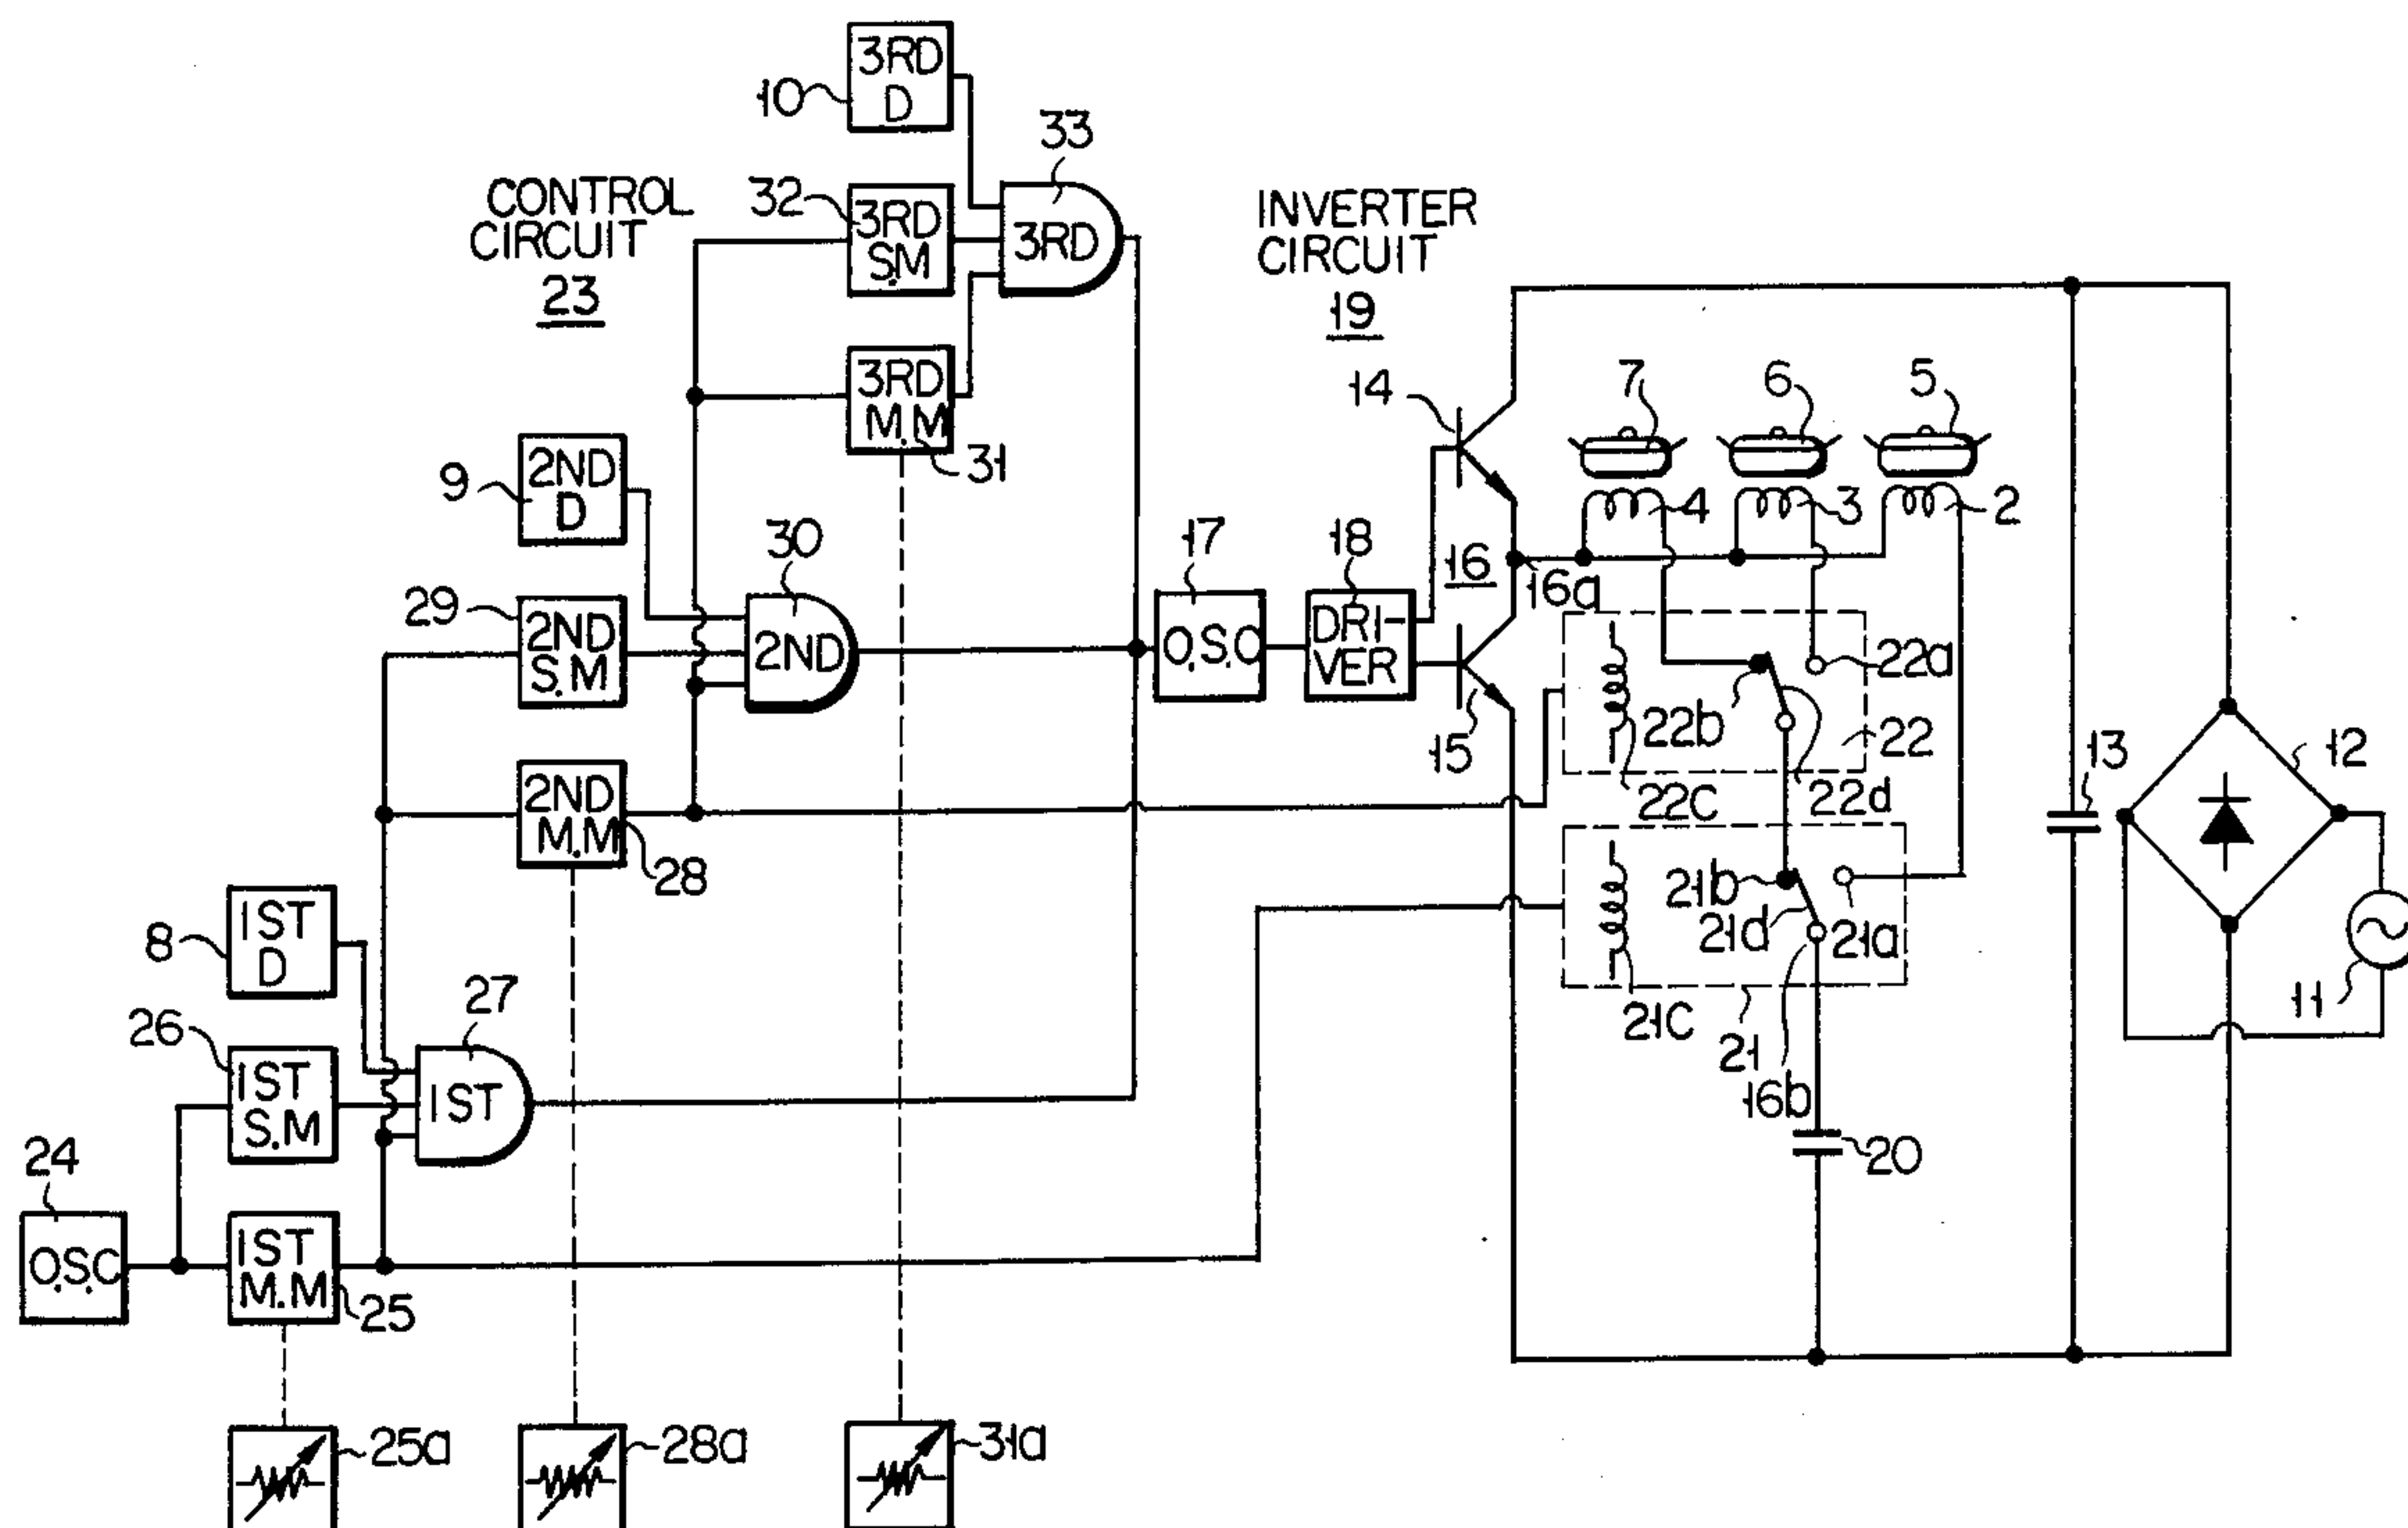 3RD
D
10
33
CONTROL
CIRCUIT
23
32
3RD
S.M
3RD
INVERTER
CIRCUIT
19
3RD
M.M
31
14
7
6
5
4
3
2
2ND
D
9
30
17
18
16
16a
29
2ND
S.M
2ND
O.S.C
DRI-
VER
22a
22b
22
15
22C
22d
13
12
2ND
M.M
28
21b
21d
21a
1ST
D
8
11
27
26
1ST
S.M
1ST
21C
21
16b
20
24
O.S.C
1ST
M.M
25
25a
28a
31a